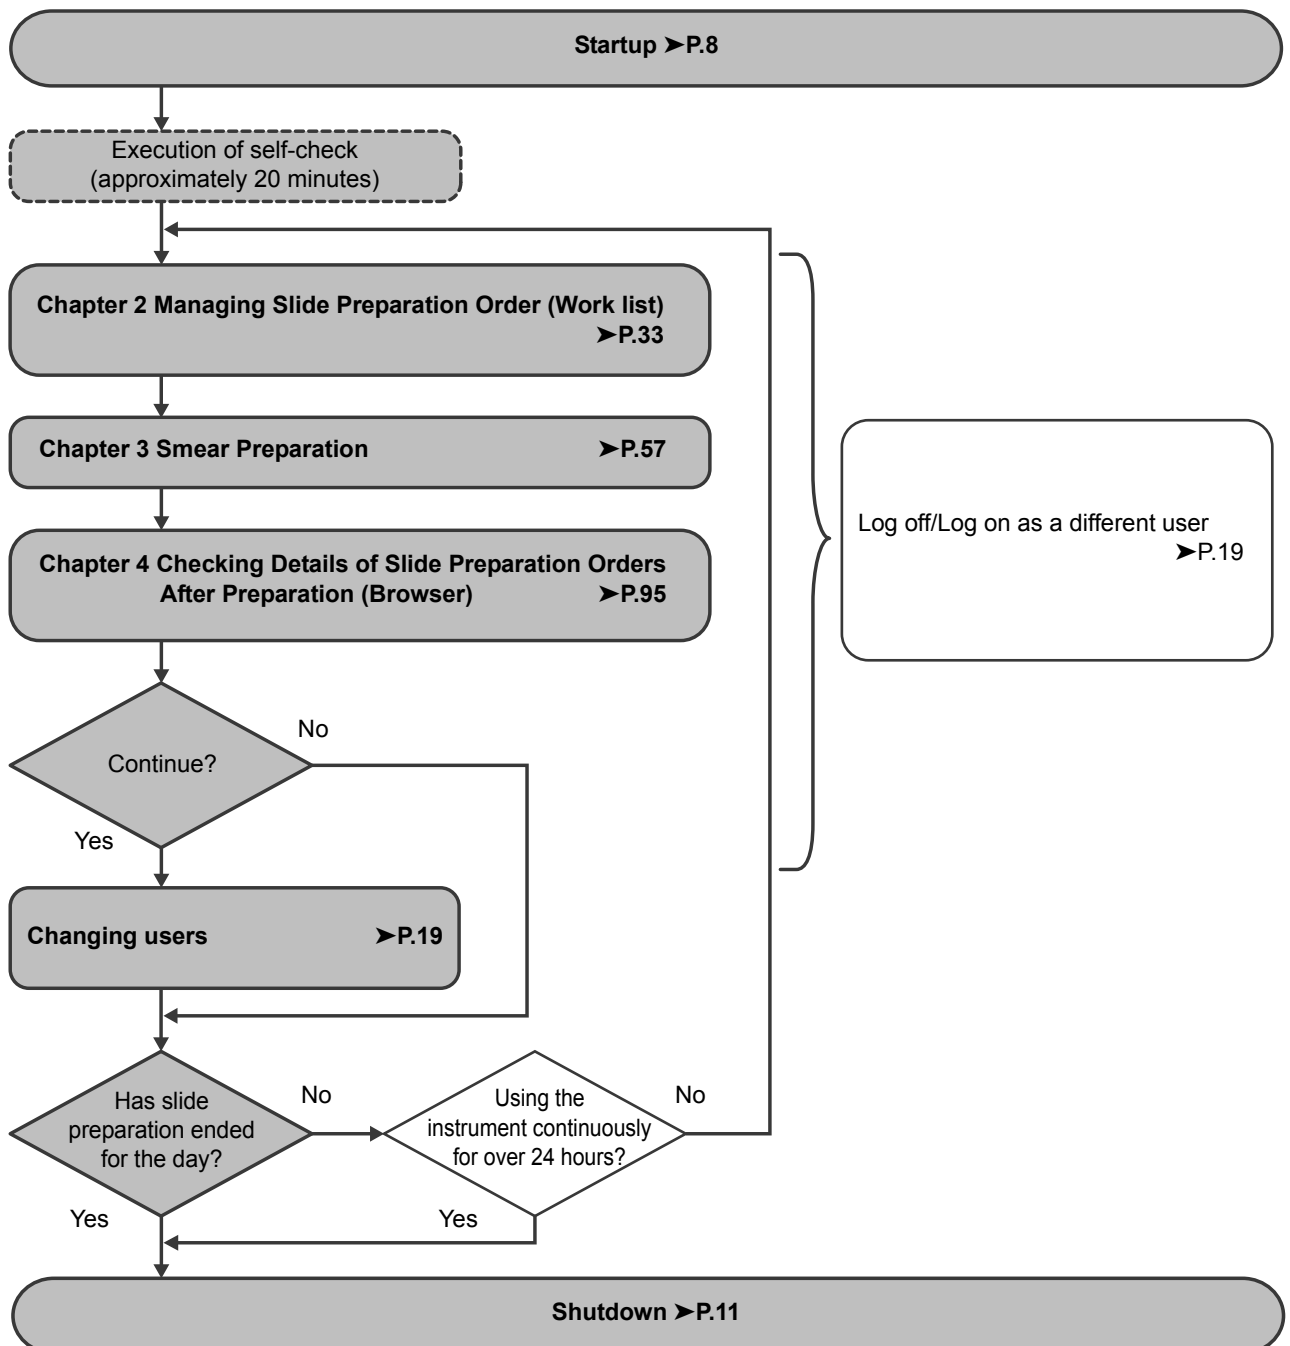 Startup ➤P.8
Execution of self-check
(approximately 20 minutes)
Chapter 2 Managing Slide Preparation Order (Work list)
➤P.33
Chapter 3 Smear Preparation ➤P.57
Chapter 4 Checking Details of Slide Preparation Orders
After Preparation (Browser) ➤P.95
Log off/Log on as a different user
➤P.19
Continue?
No
Yes
Changing users ➤P.19
Has slide
preparation ended
for the day?
No
Yes
Using the
instrument continuously
for over 24 hours?
No
Yes
Shutdown ➤P.11